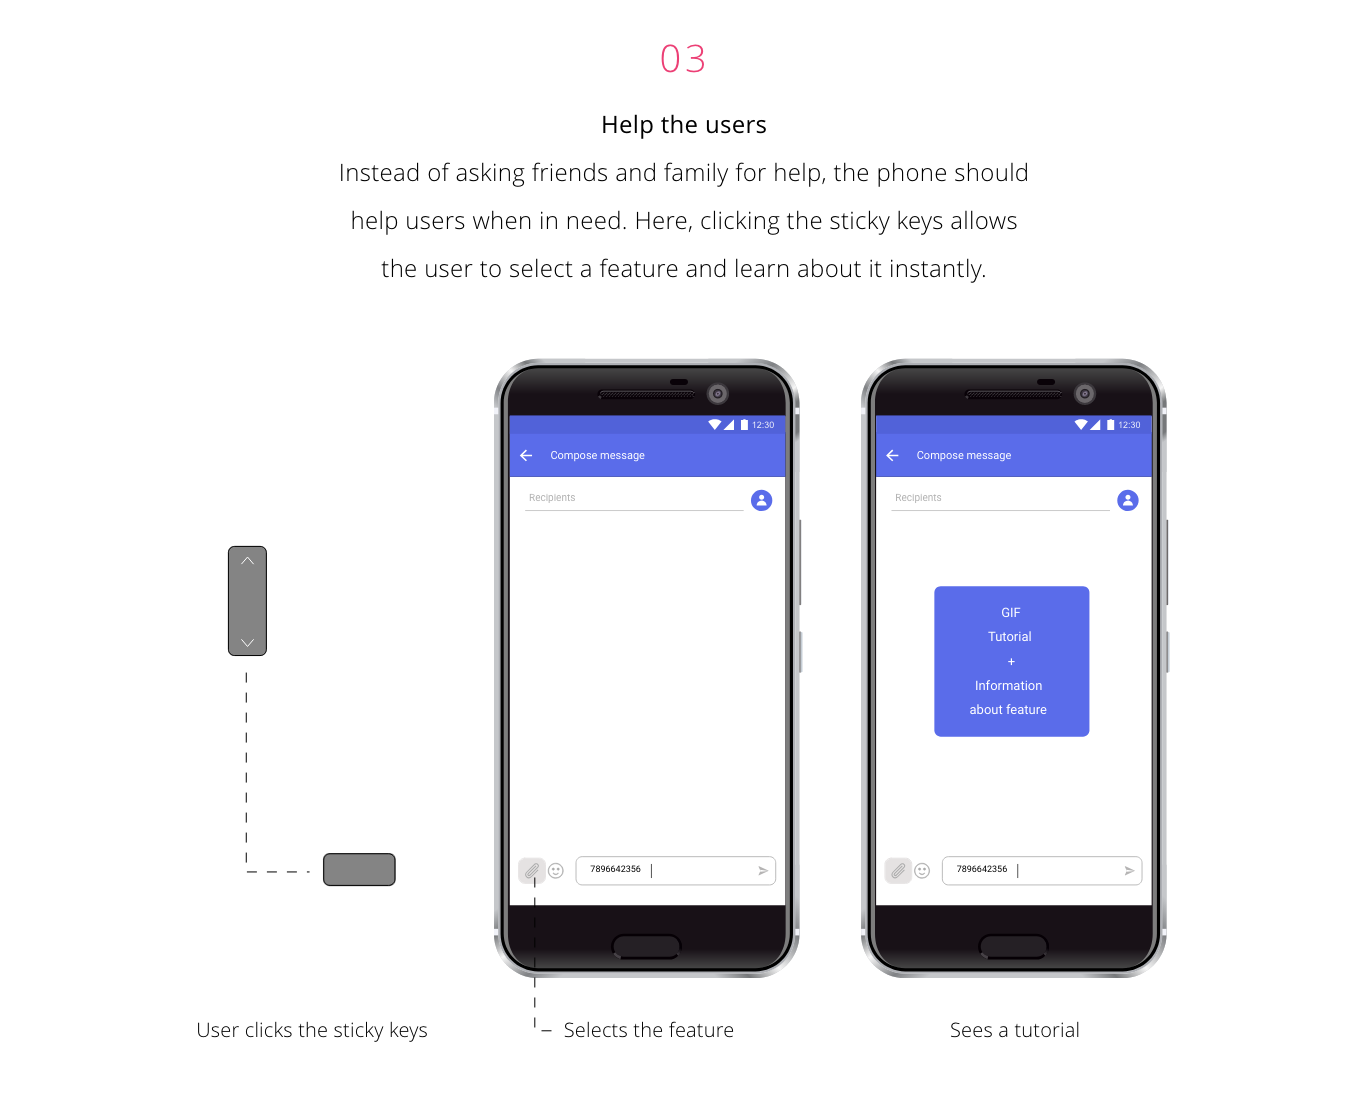 03
Help the users
Instead of asking friends and family for help, the phone should
help users when in need. Here, clicking the sticky keys allows
the user to select a feature and learn about it instantly.
12:30
Compose message
Recipients
7896642356
12:30
Compose message
Recipients
GIF
Tutorial
+
Information
about feature
7896642356
User clicks the sticky keys
Selects the feature
Sees a tutorial